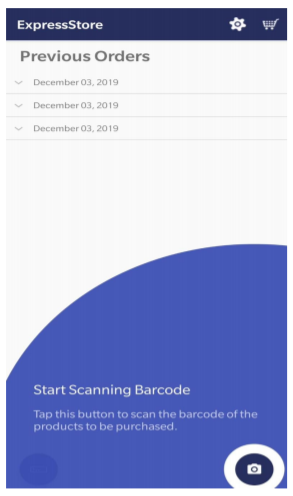 ExpressStore
Previous Orders
December 03, 2019
December 03, 2019
December 03, 2019
Start Scanning Barcode
Tap this button to scan the barcode of the
products to be purchased.